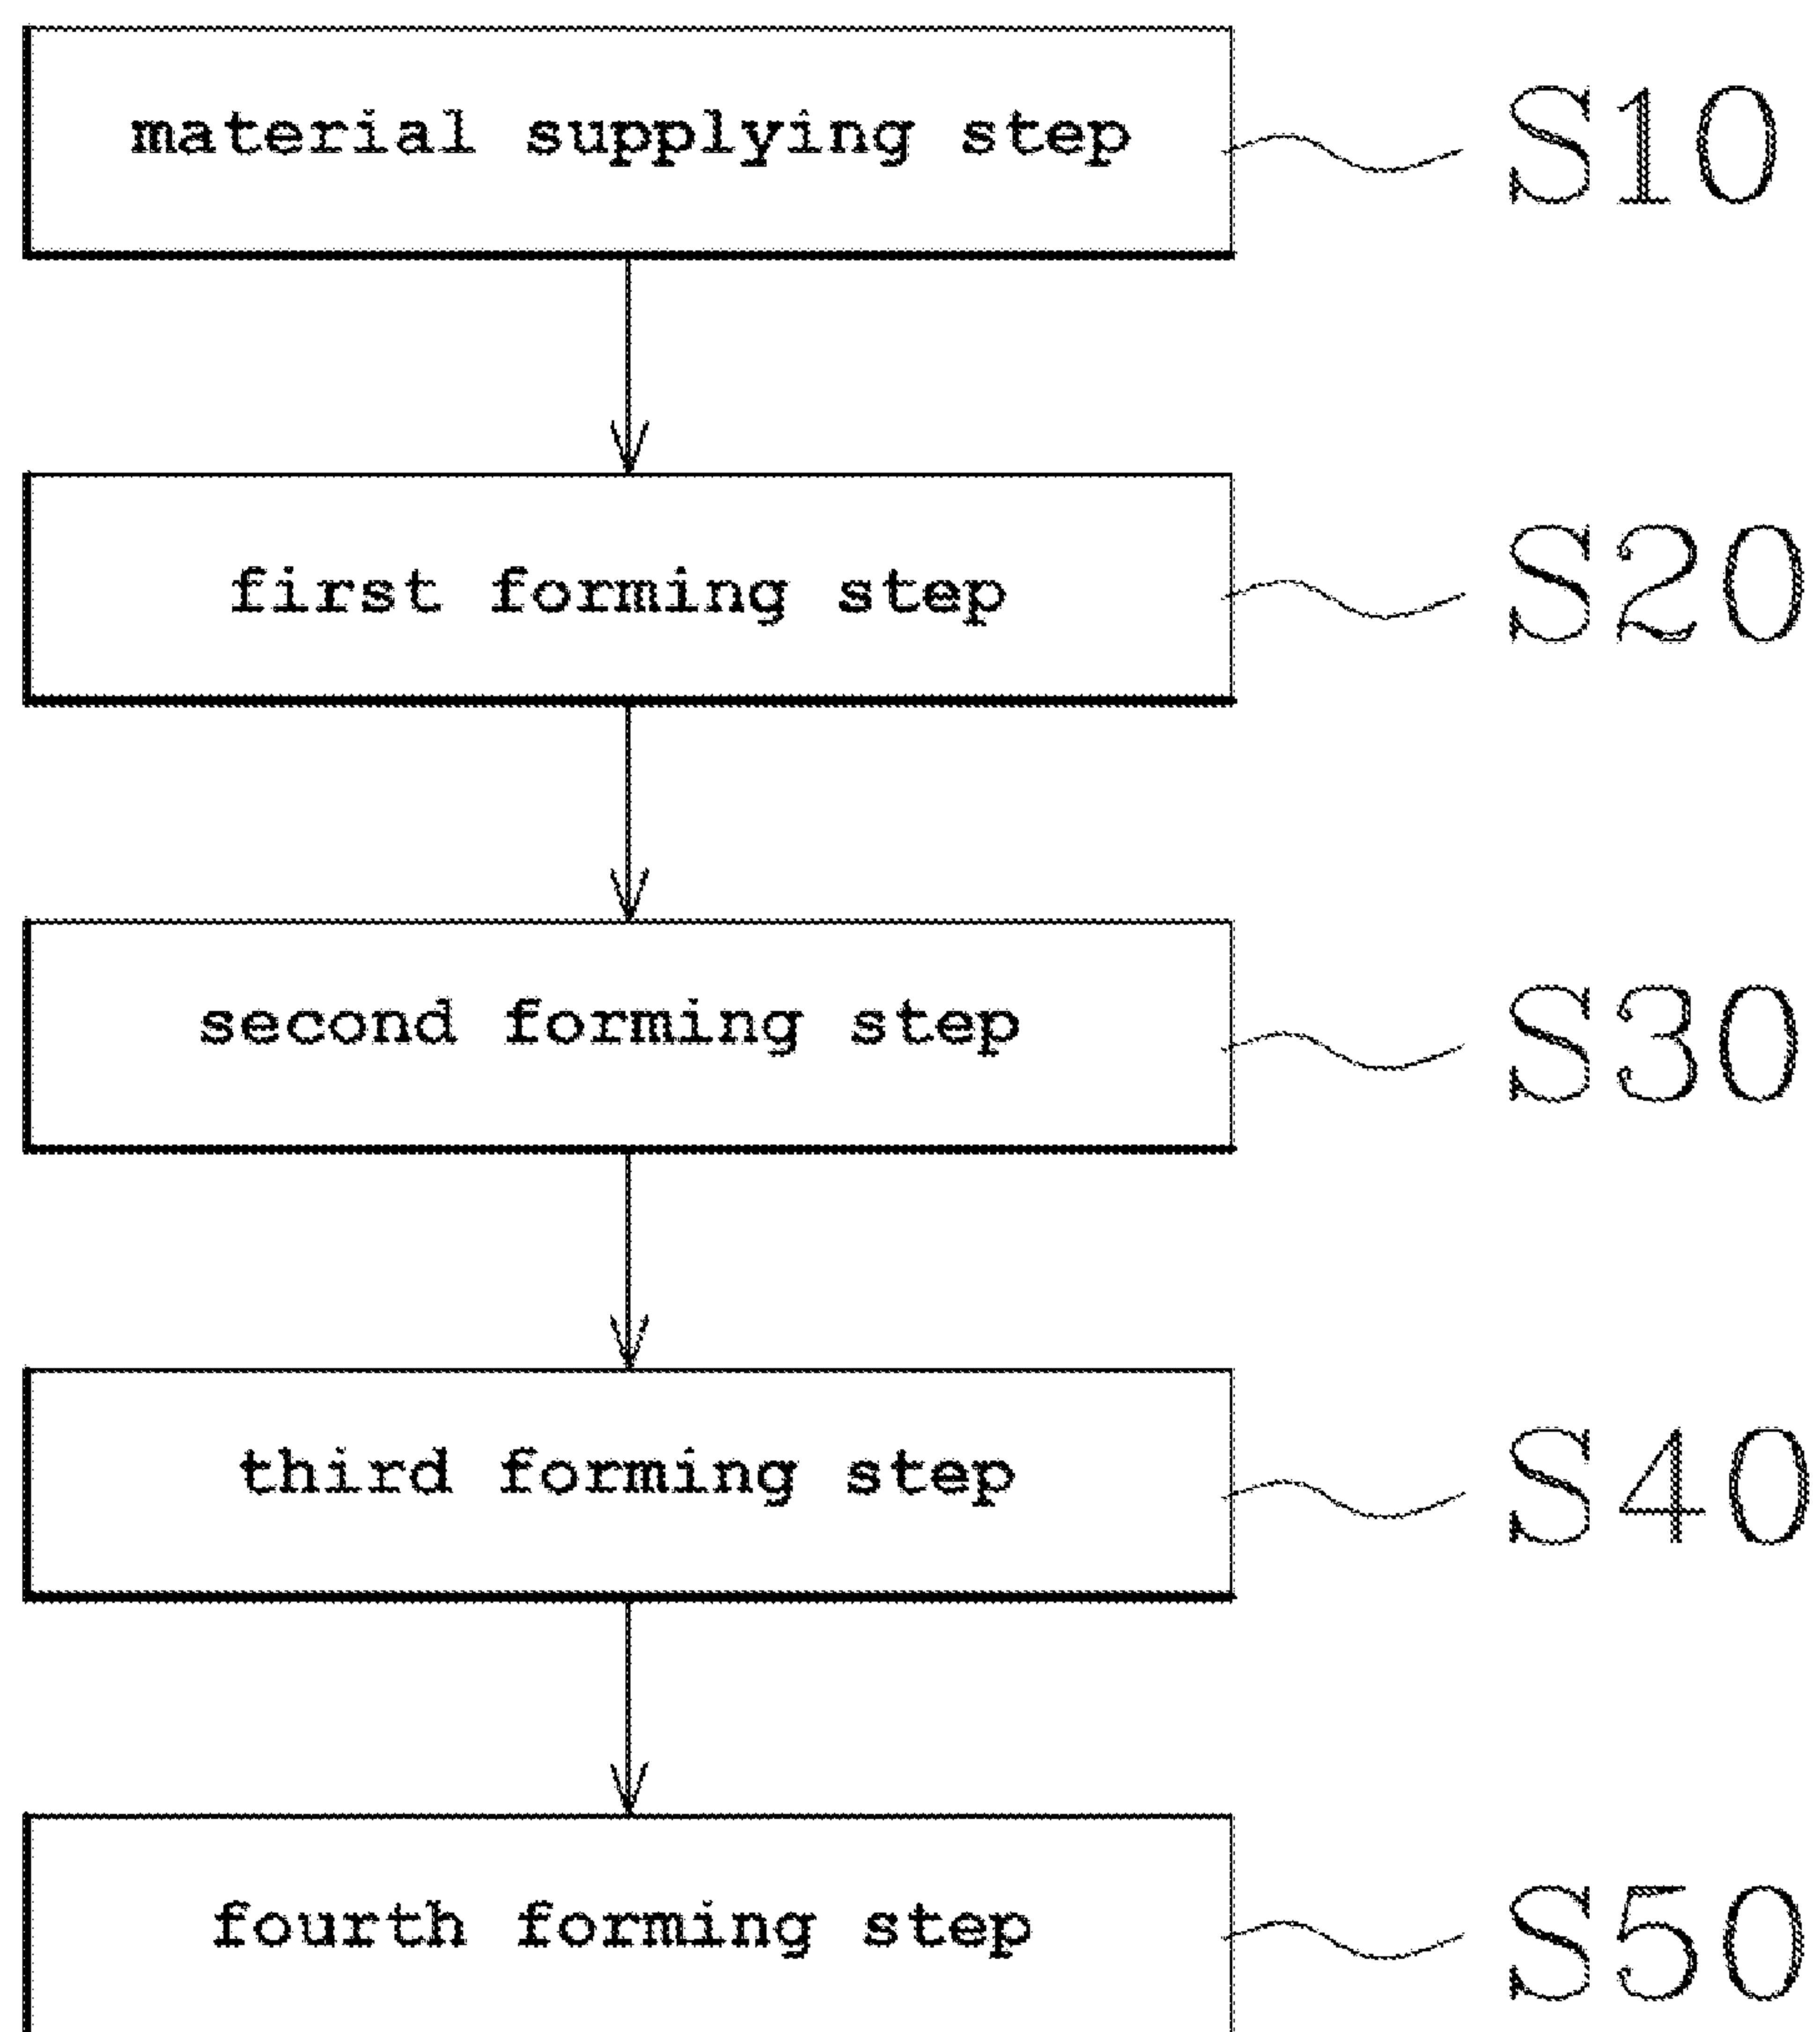 material supplying step S10
first forming step S20
second forming step S30
third forming step S40
fourth forming step S50